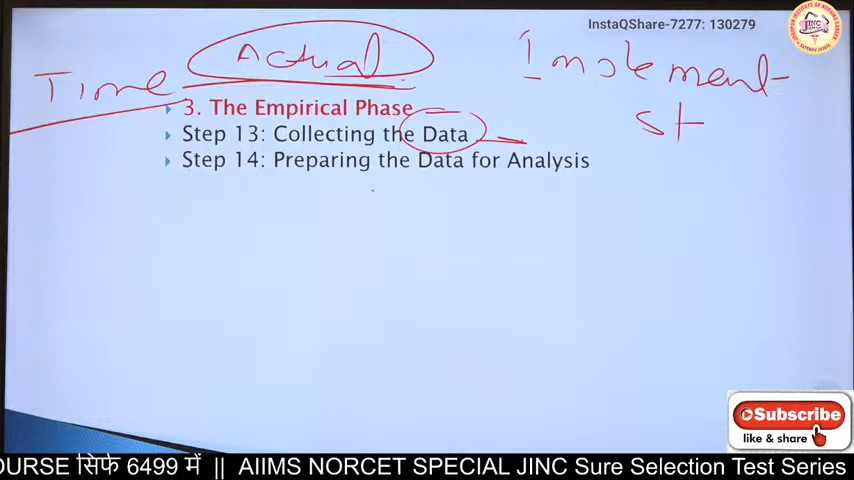 InstaQShare-7277: 130279
JINC
Actual
Implement-
Time
st
3. The Empirical Phase
Step 13: Collecting the Data
Step 14: Preparing the Data for Analysis
Subscribe
like & share
OURSE सिर्फ 6499 में || AIIMS NORCET SPECIAL JINC Sure Selection Test Series